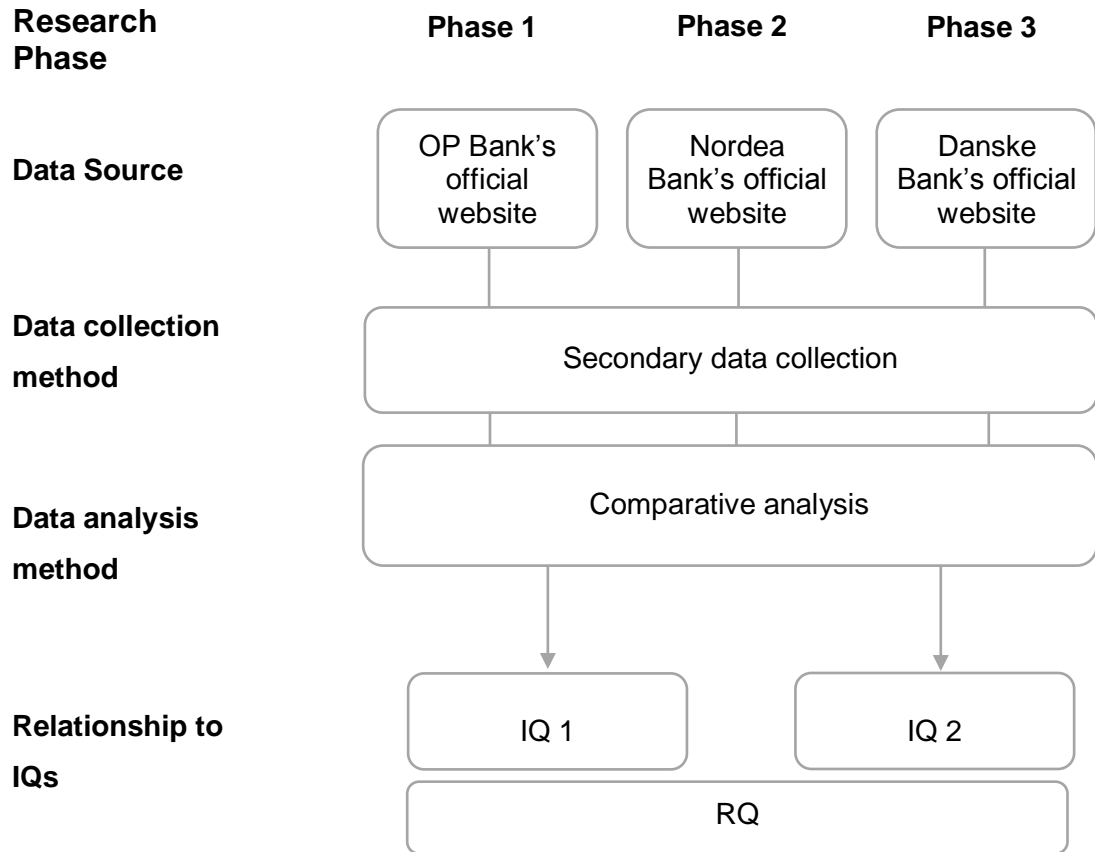 Research
Phase
Phase 1
Phase 2
Phase 3
Data Source
OP Bank’s
official
website
Nordea
Bank’s official
website
Danske
Bank’s official
website
Data collection
method
Secondary data collection
Data analysis
method
Comparative analysis
Relationship to
IQs
IQ 1
IQ 2
RQ